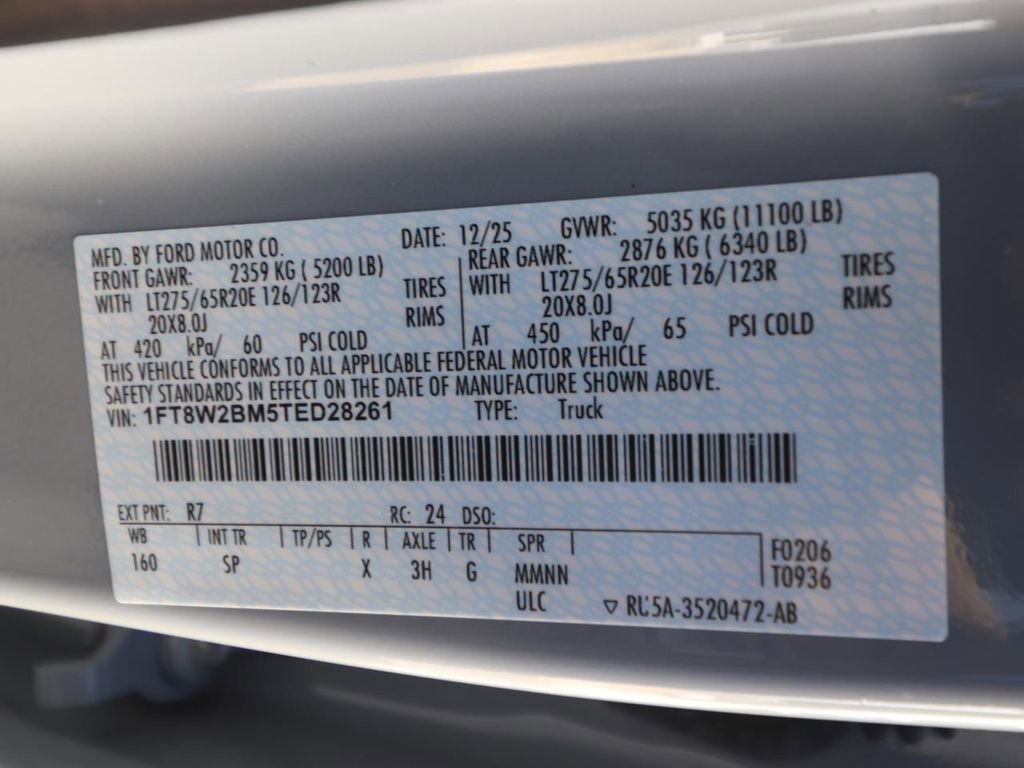 MFD. BY FORD MOTOR CO. DATE: 12/25 GVWR: 5035 KG (11100 LB)
FRONT GAWR: 2359 KG ( 5200 LB) REAR GAWR: 2876 KG ( 6340 LB)
WITH LT275/65R20E 126/123R TIRES WITH LT275/65R20E 126/123R TIRES
20X8.0J RIMS 20X8.0J RIMS
AT 420 kPa/ 60 PSI COLD AT 450 kPa/ 65 PSI COLD
THIS VEHICLE CONFORMS TO ALL APPLICABLE FEDERAL MOTOR VEHICLE
SAFETY STANDARDS IN EFFECT ON THE DATE OF MANUFACTURE SHOWN ABOVE.
VIN: 1FT8W2BM5TED28261 TYPE: Truck
EXT PNT: R7 RC: 24 DSO:
WB INT TR TP/PS R AXLE TR SPR F0206
160 SP X 3H G MMNN T0936
ULC ▽ RU5A-3520472-AB